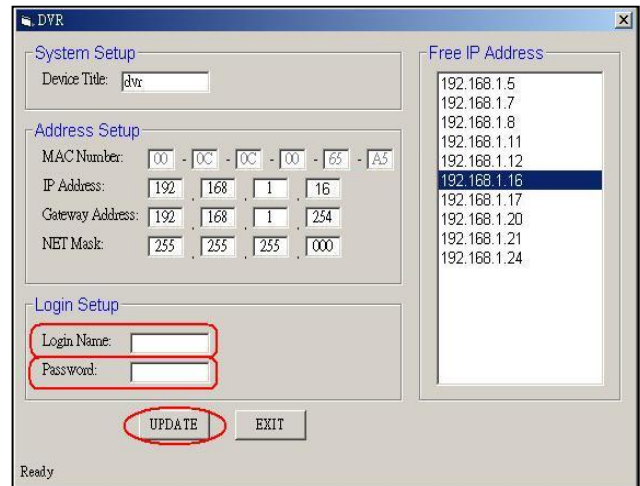 DVR
System Setup
Device Title: dvr
Address Setup
MAC Number: 00 - 0C - 0C - 00 - 65 - A5
IP Address: 192 . 168 . 1 . 16
Gateway Address: 192 . 168 . 1 . 254
NET Mask: 255 . 255 . 255 . 000
Login Setup
Login Name:
Password:
UPDATE EXIT
Ready
Free IP Address
192.168.1.5
192.168.1.7
192.168.1.8
192.168.1.11
192.168.1.12
192.168.1.16
192.168.1.17
192.168.1.20
192.168.1.21
192.168.1.24